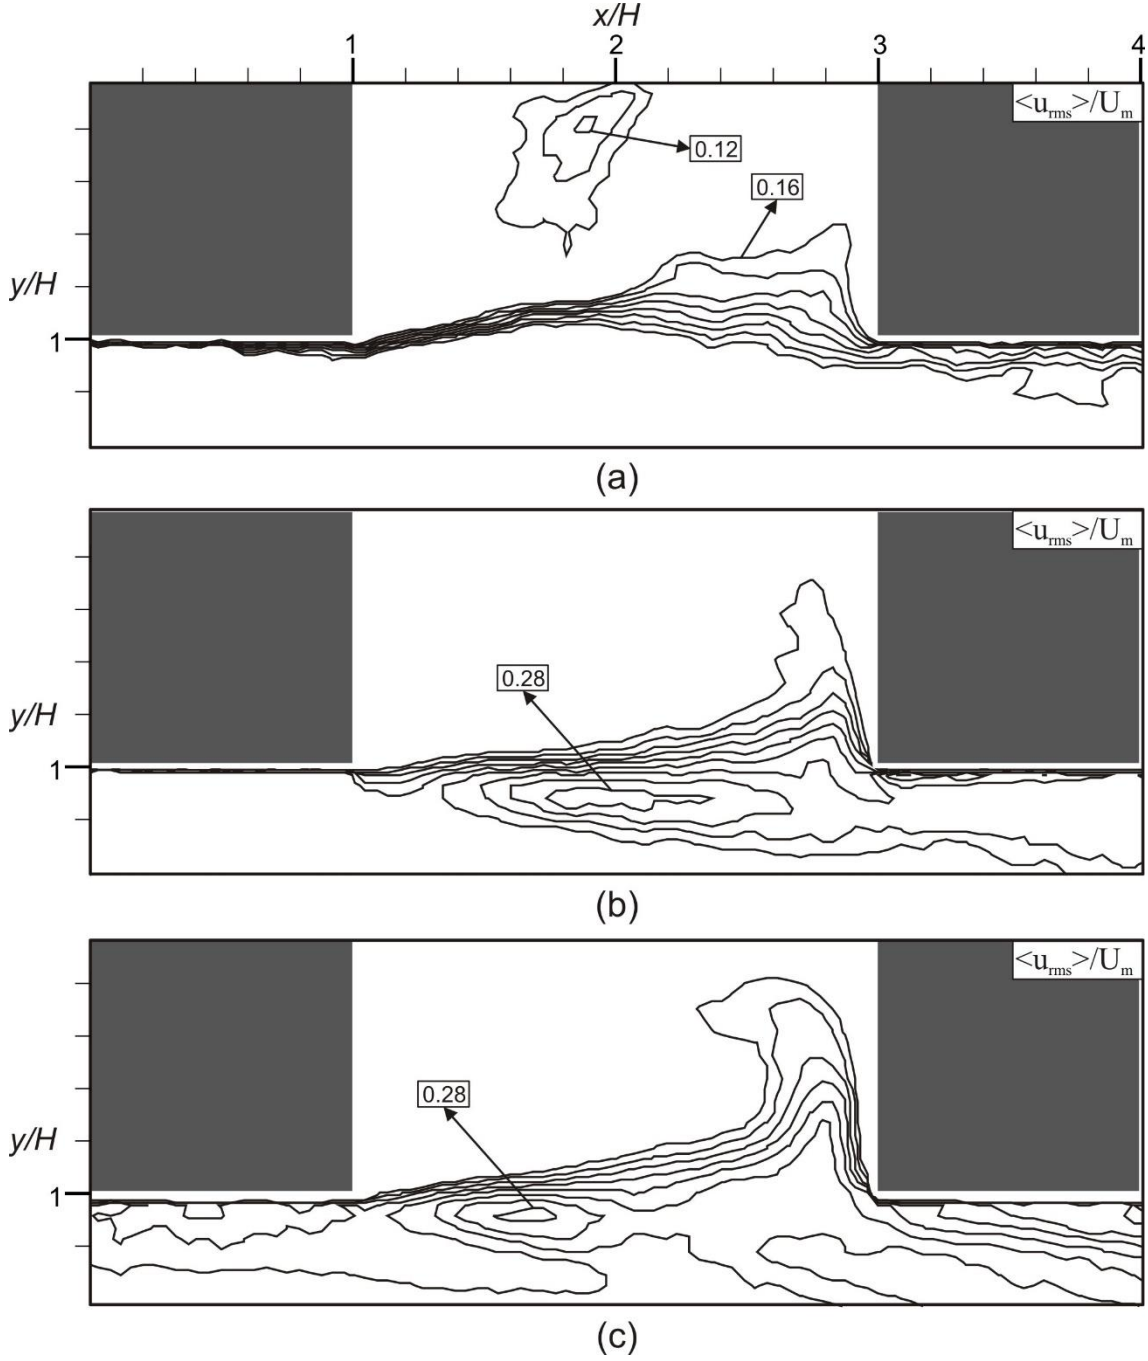 x/H
1 2 3 4
<u_rms>/U_m
0.12
0.16
y/H
1
(a)
<u_rms>/U_m
0.28
y/H
1
(b)
<u_rms>/U_m
0.28
y/H
1
(c)